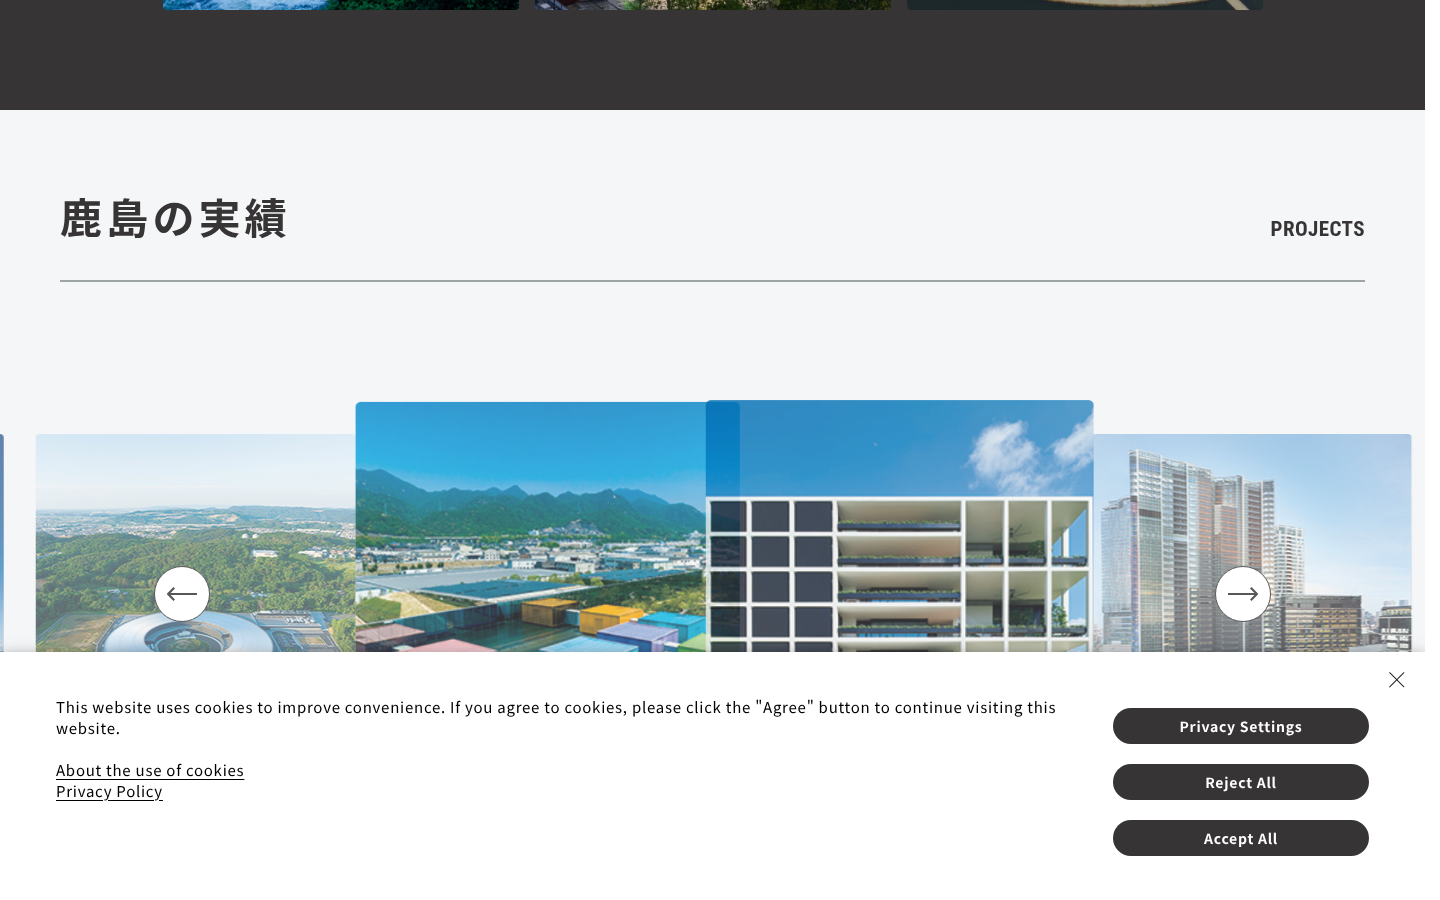 鹿島の実績
PROJECTS
This website uses cookies to improve convenience. If you agree to cookies, please click the "Agree" button to continue visiting this
website.
About the use of cookies
Privacy Policy
Privacy Settings
Reject All
Accept All